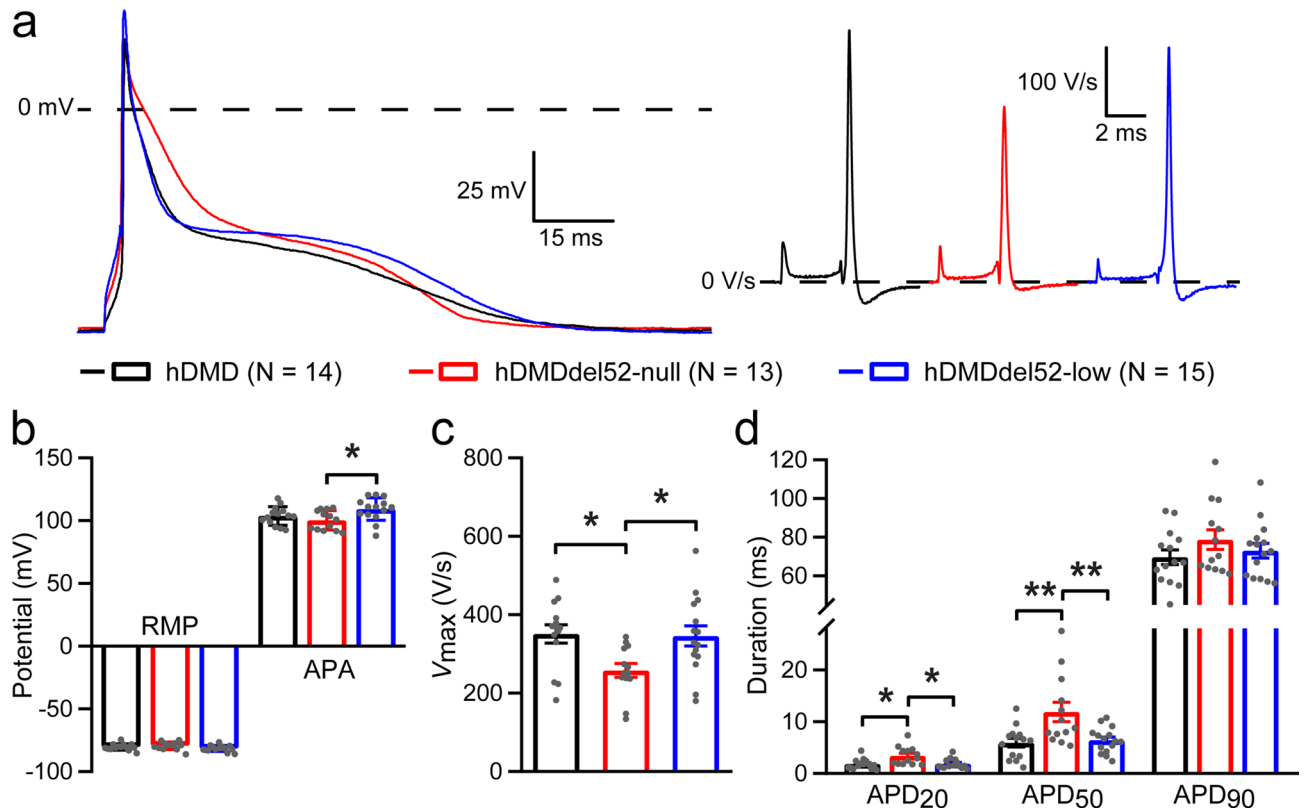 a
0 mV
25 mV
15 ms
100 V/s
2 ms
0 V/s
hDMD (N = 14)
hDMDdel52-null (N = 13)
hDMDdel52-low (N = 15)
b
Potential (mV)
150
100
50
0
-50
-100
RMP
APA
*
c
Vmax (V/s)
800
600
400
200
0
*
*
d
Duration (ms)
120
100
80
60
20
10
0
*
*
**
**
APD20
APD50
APD90